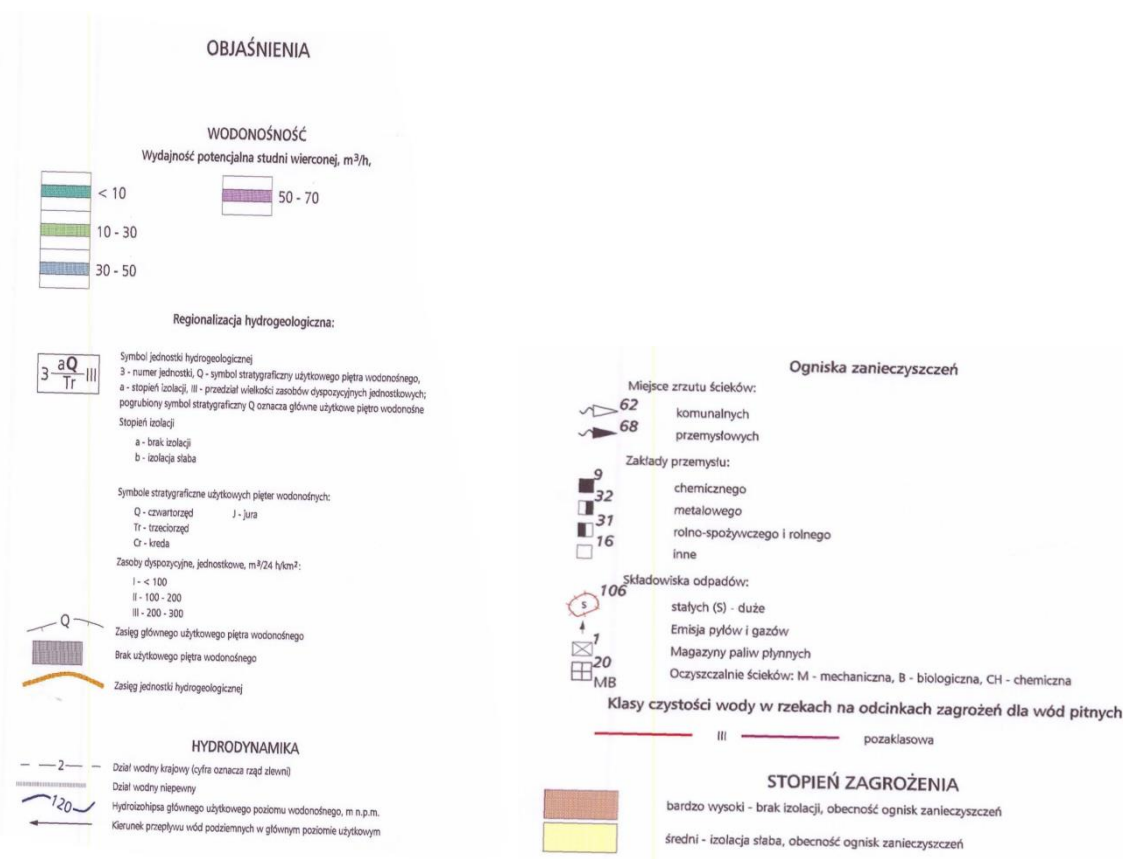 OBJAŚNIENIA
WODONOŚNOŚĆ
Wydajność potencjalna studni wierconej, m³/h,
< 10
50 - 70
10 - 30
30 - 50
Regionalizacja hydrogeologiczna:
3 aQ/Tr III
Symbol jednostki hydrogeologicznej
3 - numer jednostki, Q - symbol stratygraficzny użytkowego piętra wodonośnego,
a - stopień izolacji, III - przedział wielkości zasobów dyspozycyjnych jednostkowych;
pogrubiony symbol stratygraficzny Q oznacza główne użytkowe piętro wodonośne
Stopień izolacji
a - brak izolacji
b - izolacja słaba
Symbole stratygraficzne użytkowych pięter wodonośnych:
Q - czwartorzęd J - jura
Tr - trzeciorzęd
Cr - kreda
Zasoby dyspozycyjne, jednostkowe, m³/24 h/km²:
I - < 100
II - 100 - 200
III - 200 - 300
Q
Zasięg głównego użytkowego piętra wodonośnego
Brak użytkowego piętra wodonośnego
Zasięg jednostki hydrogeologicznej
HYDRODYNAMIKA
2
Dział wodny krajowy (cyfra oznacza rząd zlewni)
Dział wodny niepewny
120
Hydroizohipsa głównego użytkowego poziomu wodonośnego, m n.p.m.
Kierunek przepływu wód podziemnych w głównym poziomie użytkowym
Ogniska zanieczyszczeń
Miejsce zrzutu ścieków:
62 komunalnych
68 przemysłowych
Zakłady przemysłu:
9 chemicznego
32 metalowego
31 rolno-spożywczego i rolnego
16 inne
Składowiska odpadów:
106 S stałych (S) - duże
Emisja pyłów i gazów
1 Magazyny paliw płynnych
20 MB Oczyszczalnie ścieków: M - mechaniczna, B - biologiczna, CH - chemiczna
Klasy czystości wody w rzekach na odcinkach zagrożeń dla wód pitnych
III pozaklasowa
STOPIEŃ ZAGROŻENIA
bardzo wysoki - brak izolacji, obecność ognisk zanieczyszczeń
średni - izolacja słaba, obecność ognisk zanieczyszczeń